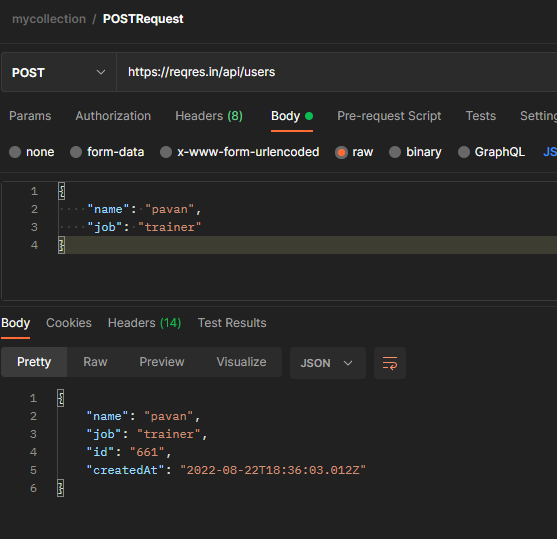 mycollection / POSTRequest
POST https://reqres.in/api/users
Params Authorization Headers (8) Body Pre-request Script Tests Setting
none form-data x-www-form-urlencoded raw binary GraphQL JS
1 {
2 "name": "pavan",
3 "job": "trainer"
4 }
Body Cookies Headers (14) Test Results
Pretty Raw Preview Visualize JSON
1 {
2 "name": "pavan",
3 "job": "trainer",
4 "id": "661",
5 "createdAt": "2022-08-22T18:36:03.012Z"
6 }